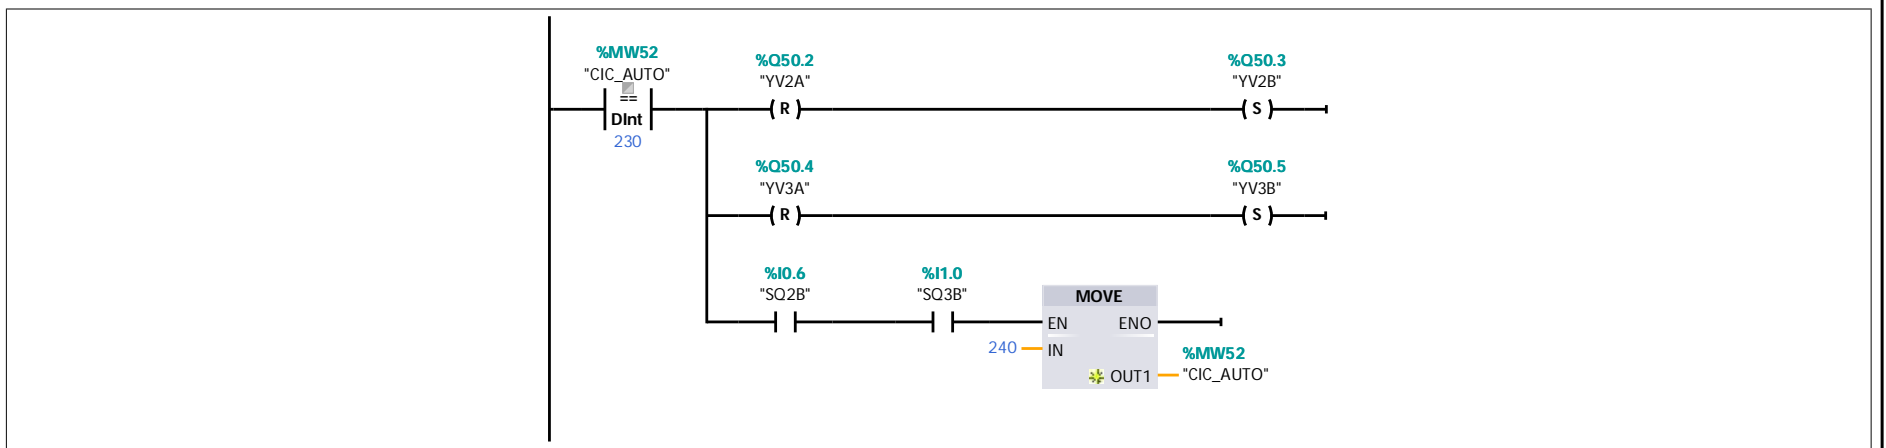 %MW52
"CIC_AUTO"
==
DInt
230
%Q50.2
"YV2A"
( R )
%Q50.3
"YV2B"
( S )
%Q50.4
"YV3A"
( R )
%Q50.5
"YV3B"
( S )
%I0.6
"SQ2B"
%I1.0
"SQ3B"
MOVE
EN ENO
240 IN
OUT1
%MW52
"CIC_AUTO"